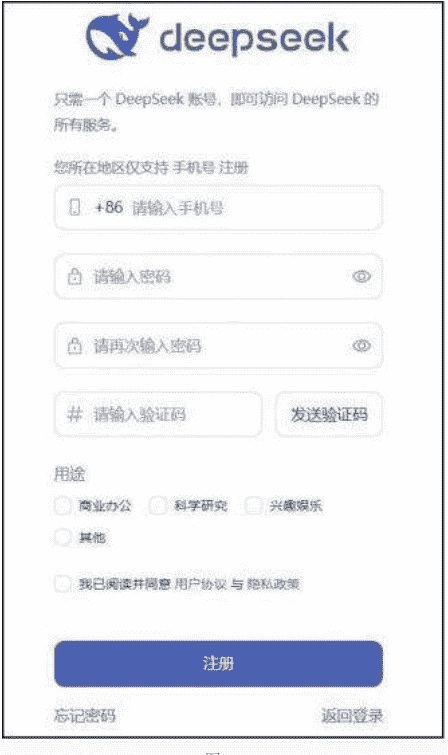 deepseek
只需一个 DeepSeek 账号，即可访问 DeepSeek 的
所有服务。
您所在地区仅支持 手机号 注册
+86 请输入手机号
请输入密码
请再次输入密码
# 请输入验证码 发送验证码
用途
商业办公 科学研究 兴趣娱乐
其他
我已阅读并同意 用户协议 与 隐私政策
注册
忘记密码 返回登录